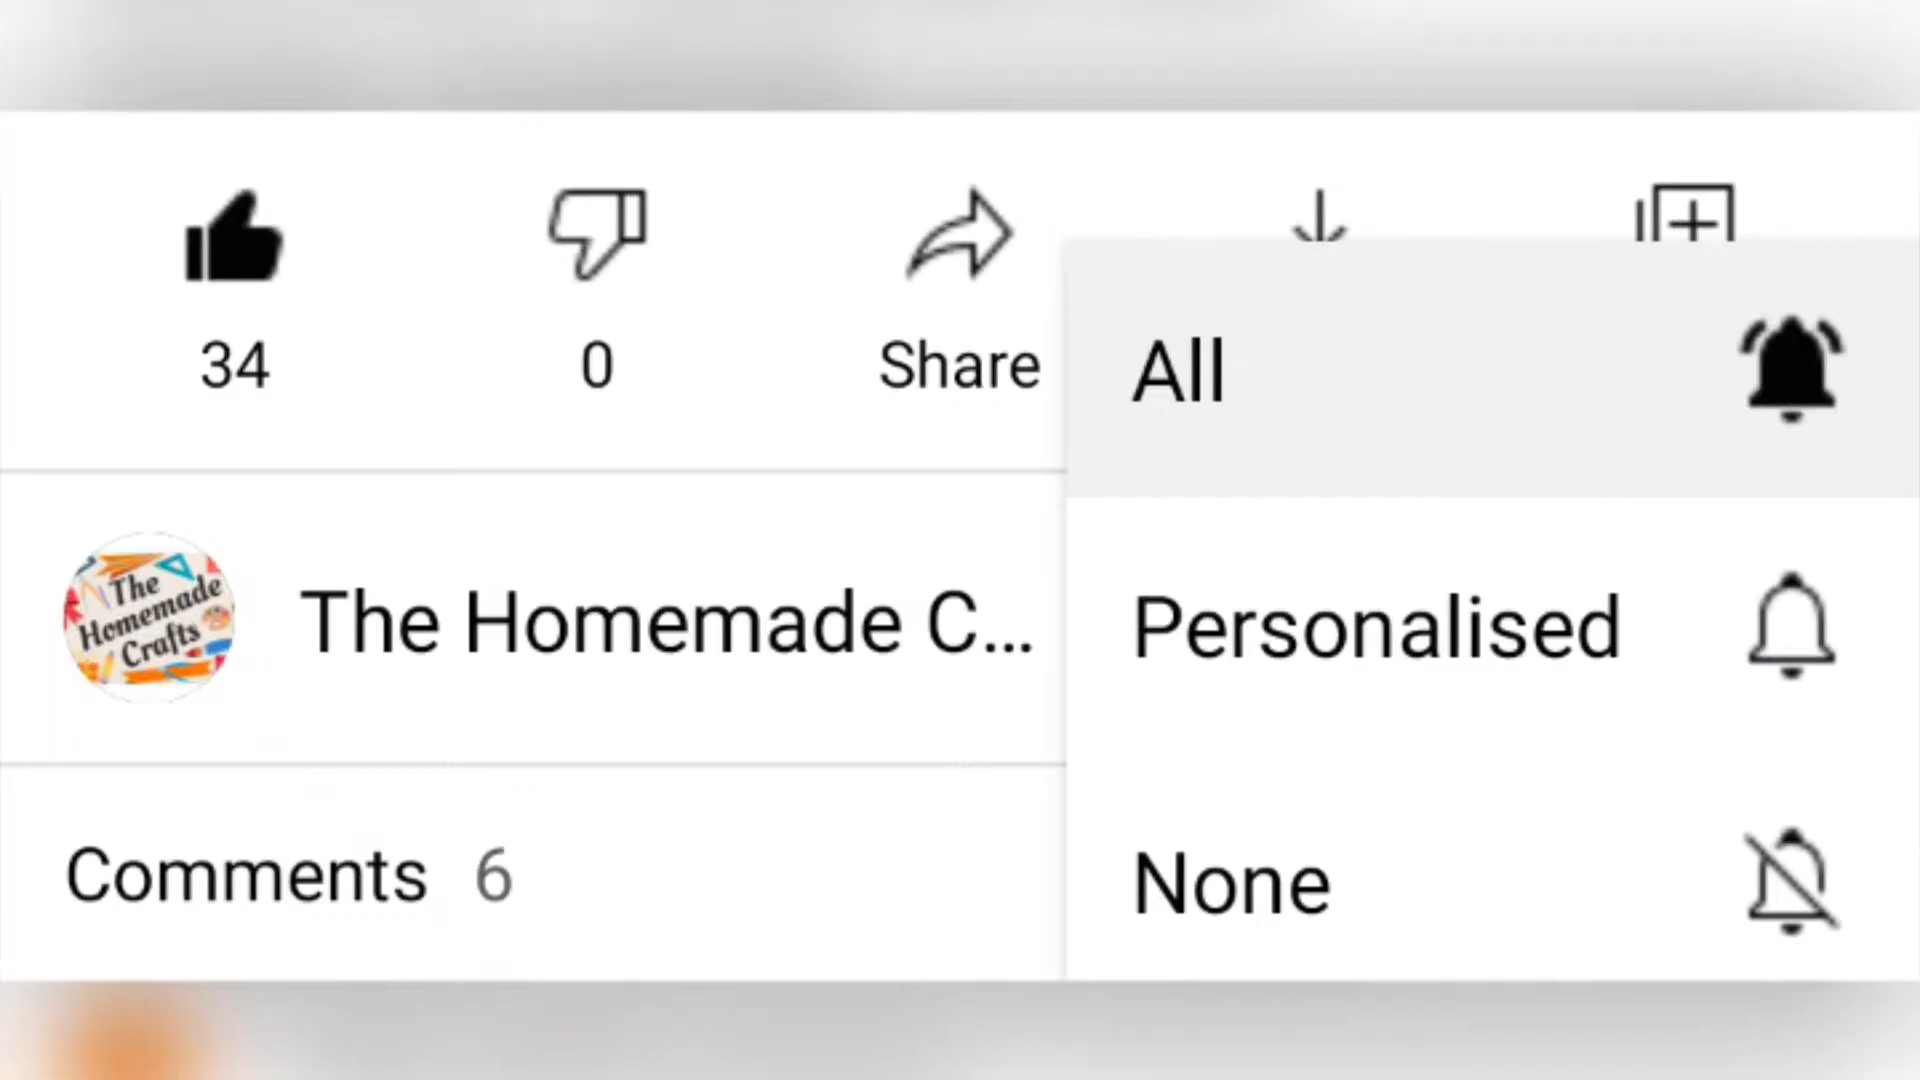 34
0
Share
All
The
Homemade
Crafts
The Homemade C...
Personalised
Comments 6
None